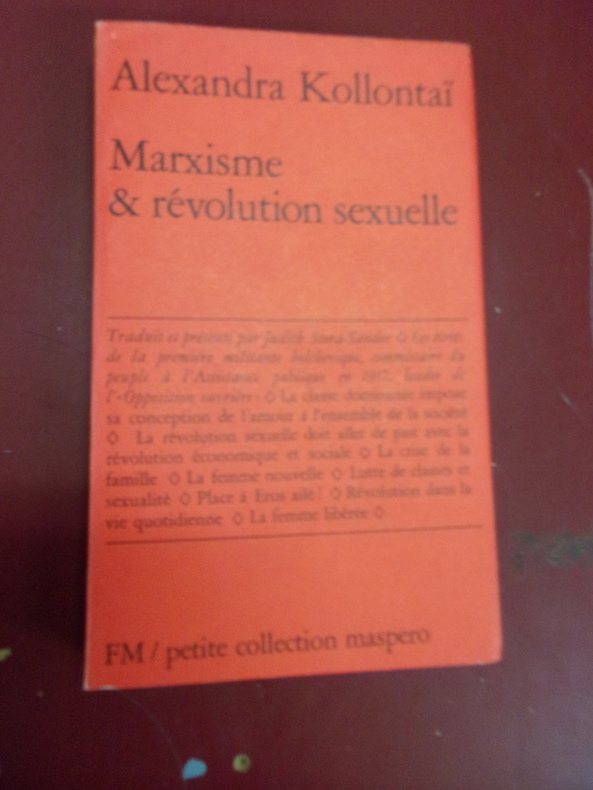 Alexandra Kollontaï
Marxisme
& révolution sexuelle
Traduit et présenté par Judith Stora-Sandor ◇ Les écrits
de la première militante bolchevique, commissaire du
peuple à l'Assistance publique en 1917, leader de
l'« Opposition ouvrière » ◇ La classe dominante impose
sa conception de l'amour à l'ensemble de la société
◇ La révolution sexuelle doit aller de pair avec la
révolution économique et sociale ◇ La crise de la
famille ◇ La femme nouvelle ◇ Lutte de classes et
sexualité ◇ Place à Eros ailé ! ◇ Révolution dans la
vie quotidienne ◇ La femme libérée ◇
FM / petite collection maspero